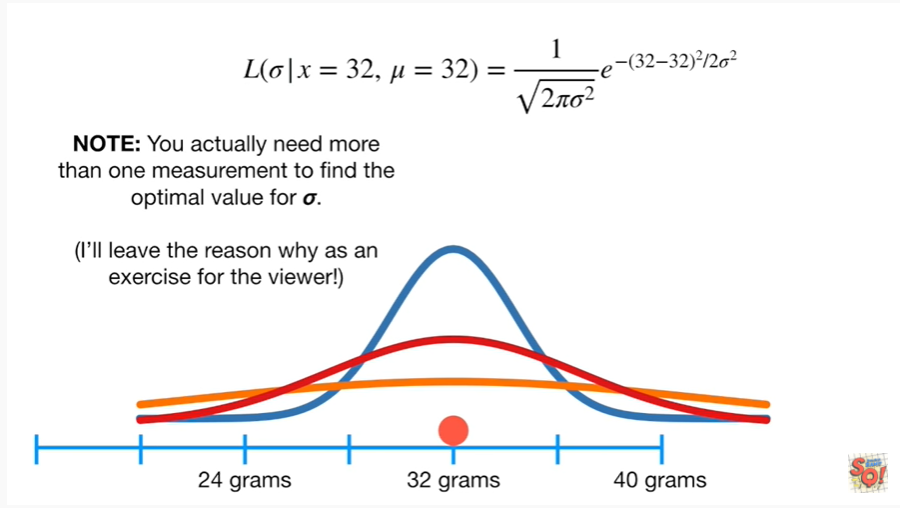 L(σ|x = 32, μ = 32) = 1/√(2πσ²) e^{−(32−32)²/2σ²}
NOTE: You actually need more
than one measurement to find the
optimal value for σ.
(I'll leave the reason why as an
exercise for the viewer!)
24 grams 32 grams 40 grams
SQ!